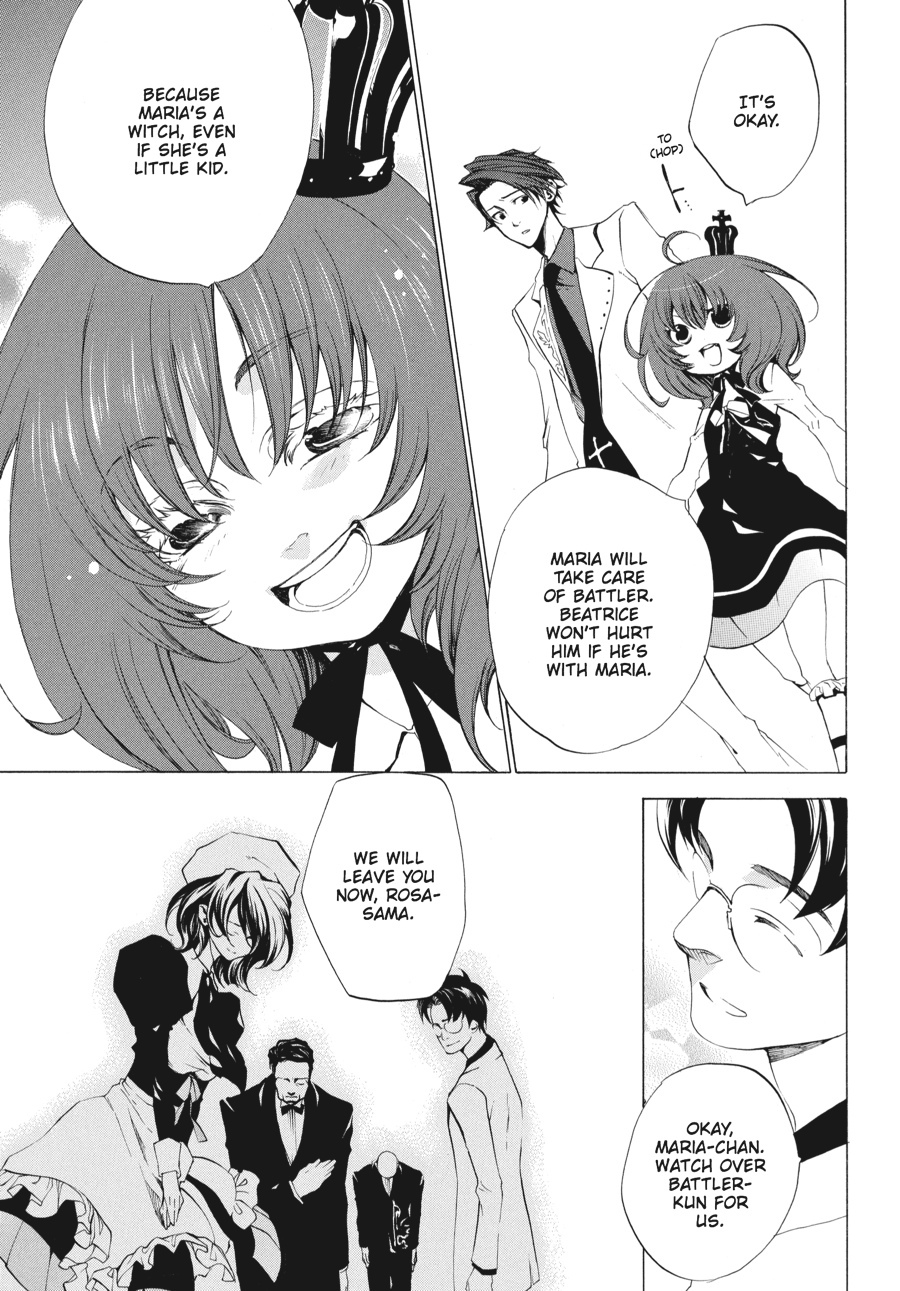 IT'S
OKAY.
TO
(HOP)
ト
MARIA WILL
TAKE CARE
OF BATTLER.
BEATRICE
WON'T HURT
HIM IF HE'S
WITH MARIA.
BECAUSE
MARIA'S A
WITCH, EVEN
IF SHE'S A
LITTLE KID.
OKAY,
MARIA-CHAN.
WATCH OVER
BATTLER-
KUN FOR
US.
WE WILL
LEAVE YOU
NOW, ROSA-
SAMA.